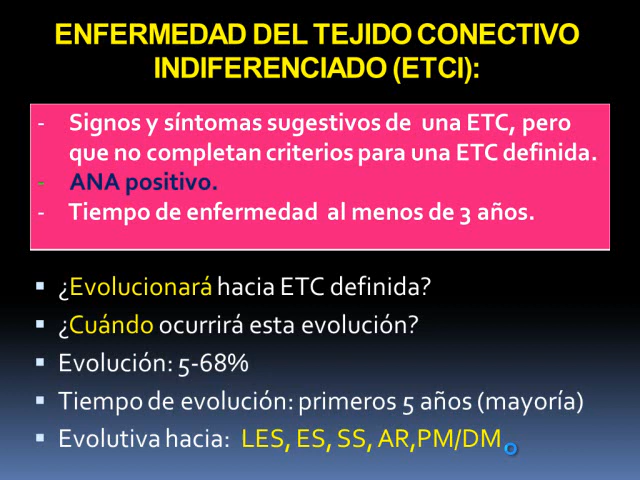 ENFERMEDAD DEL TEJIDO CONECTIVO
INDIFERENCIADO (ETCI):
- Signos y síntomas sugestivos de una ETC, pero
que no completan criterios para una ETC definida.
- ANA positivo.
- Tiempo de enfermedad al menos de 3 años.
▪ ¿Evolucionará hacia ETC definida?
▪ ¿Cuándo ocurrirá esta evolución?
▪ Evolución: 5-68%
▪ Tiempo de evolución: primeros 5 años (mayoría)
▪ Evolutiva hacia: LES, ES, SS, AR,PM/DM